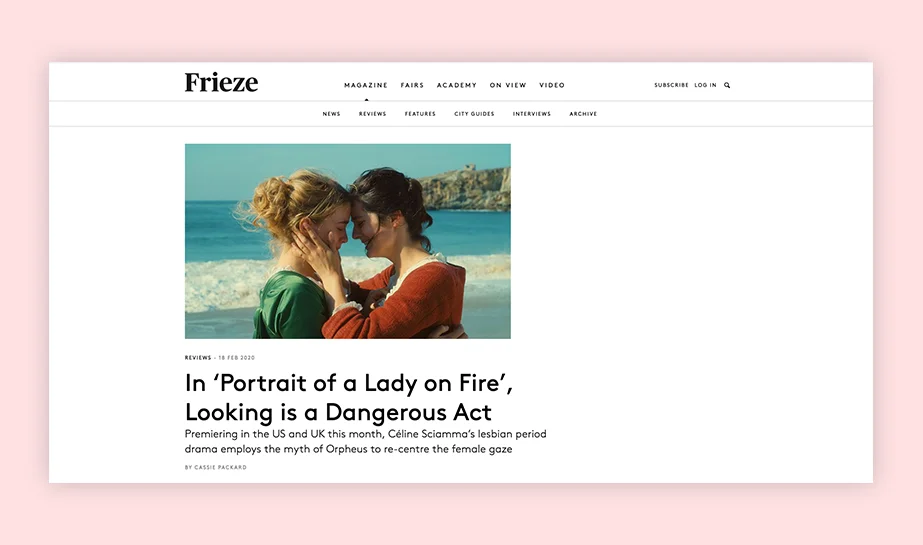 Frieze
MAGAZINE FAIRS ACADEMY ON VIEW VIDEO
SUBSCRIBE LOG IN
NEWS REVIEWS FEATURES CITY GUIDES INTERVIEWS ARCHIVE
REVIEWS - 18 FEB 2020
In ‘Portrait of a Lady on Fire’,
Looking is a Dangerous Act
Premiering in the US and UK this month, Céline Sciamma’s lesbian period
drama employs the myth of Orpheus to re-centre the female gaze
BY CASSIE PACKARD